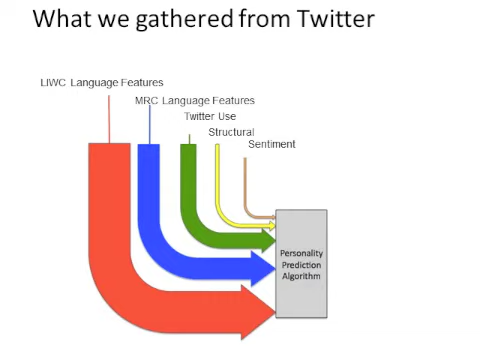 What we gathered from Twitter
LIWC Language Features
MRC Language Features
Twitter Use
Structural
Sentiment
Personality
Prediction
Algorithm